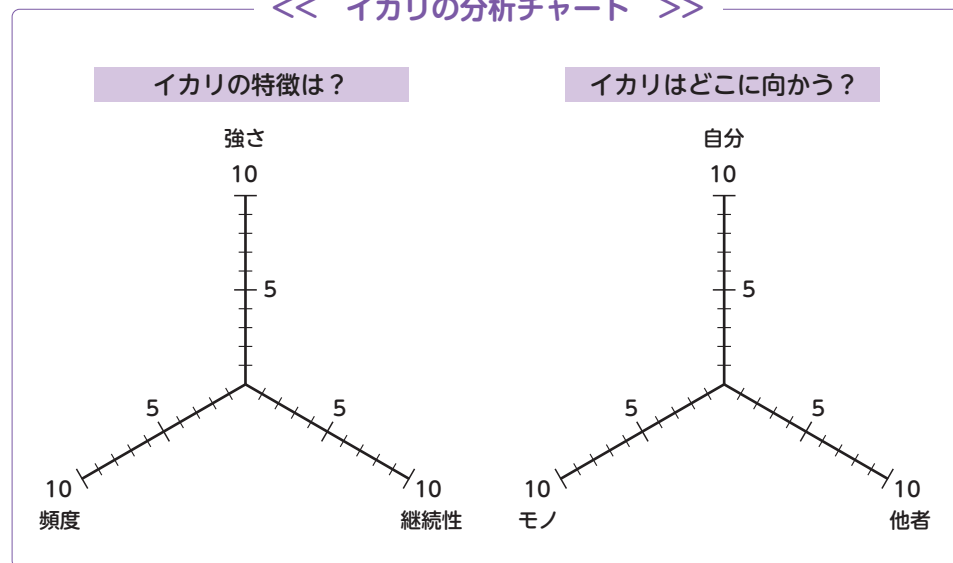 << イカリの分析チャート >>
イカリの特徴は？
強さ
10
5
5
5
10
頻度
10
継続性
イカリはどこに向かう？
自分
10
5
5
5
10
モノ
10
他者